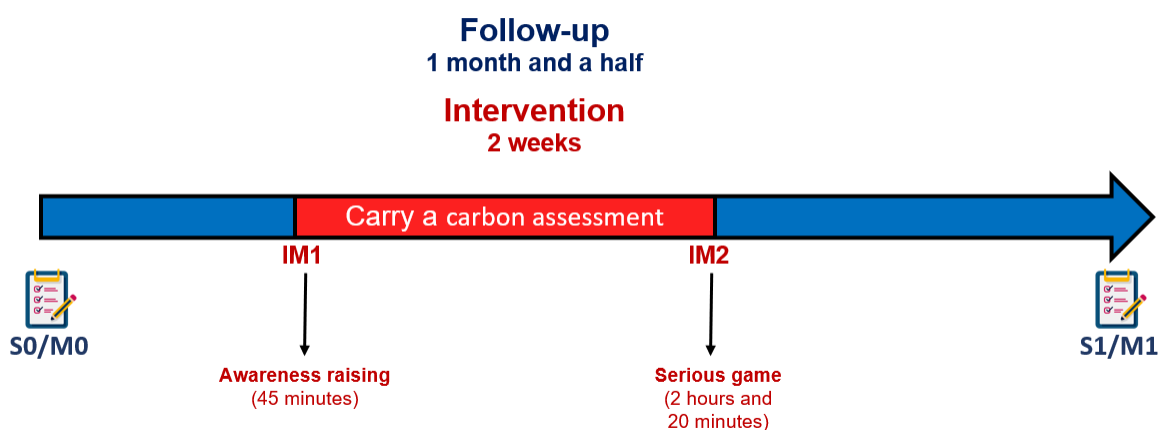 Follow-up
1 month and a half
Intervention
2 weeks
Carry a carbon assessment
IM1
IM2
S0/M0
S1/M1
Awareness raising
(45 minutes)
Serious game
(2 hours and
20 minutes)